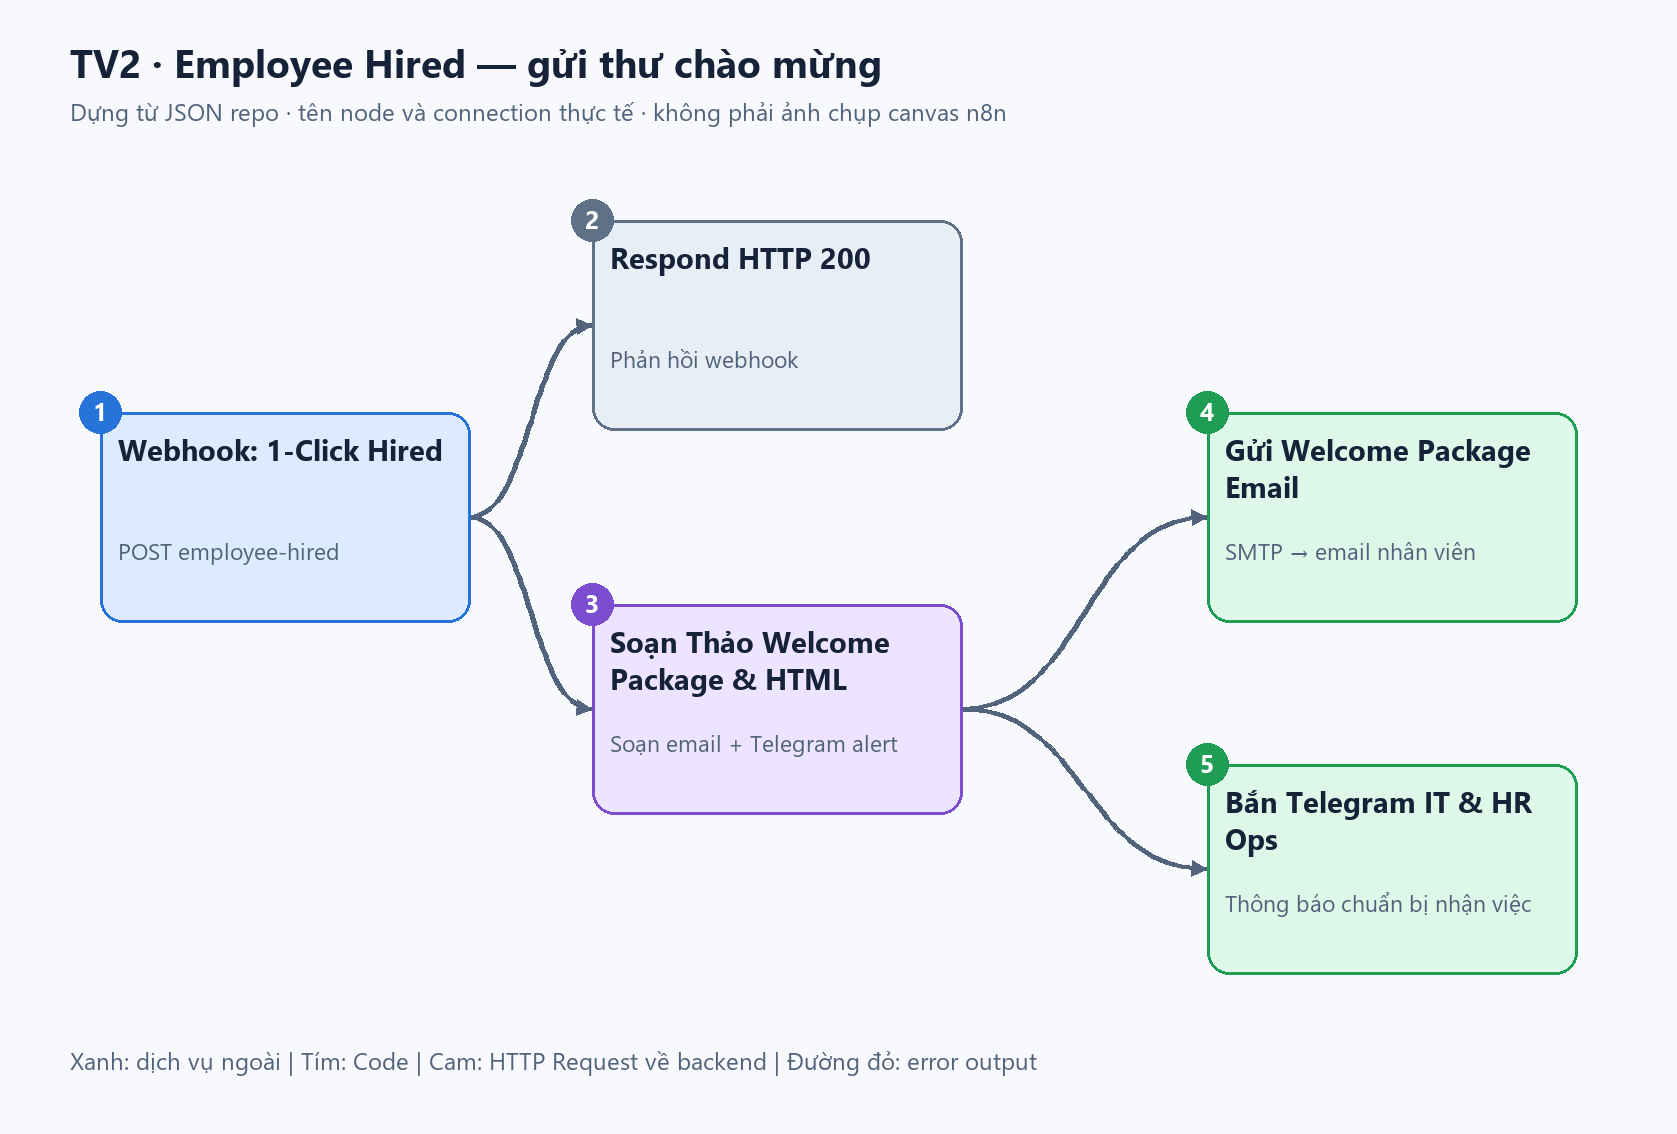 TV2 · Employee Hired — gửi thư chào mừng
Dựng từ JSON repo · tên node và connection thực tế · không phải ảnh chụp canvas n8n
1
Webhook: 1-Click Hired
POST employee-hired
2
Respond HTTP 200
Phản hồi webhook
3
Soạn Thảo Welcome
Package & HTML
Soạn email + Telegram alert
4
Gửi Welcome Package
Email
SMTP → email nhân viên
5
Bắn Telegram IT & HR
Ops
Thông báo chuẩn bị nhận việc
Xanh: dịch vụ ngoài | Tím: Code | Cam: HTTP Request về backend | Đường đỏ: error output